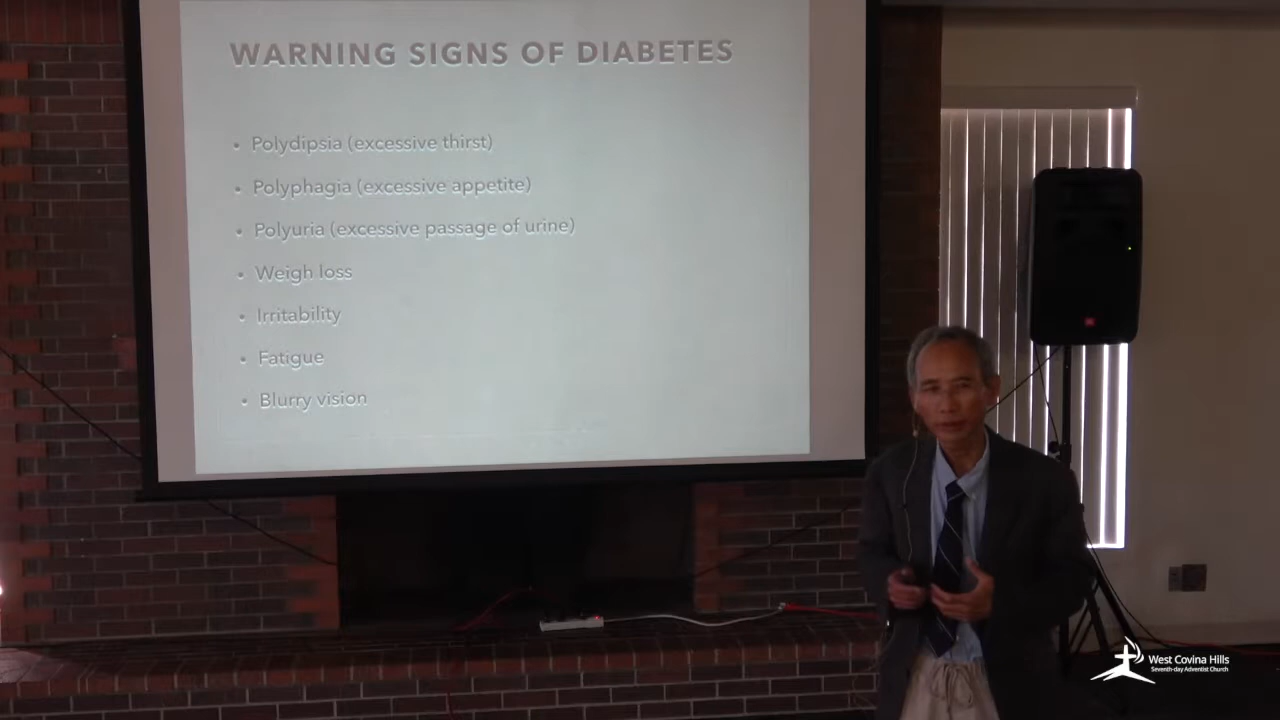 WARNING SIGNS OF DIABETES
• Polydipsia (excessive thirst)
• Polyphagia (excessive appetite)
• Polyuria (excessive passage of urine)
• Weigh loss
• Irritability
• Fatigue
• Blurry vision
West Covina Hills
Seventh-day Adventist Church